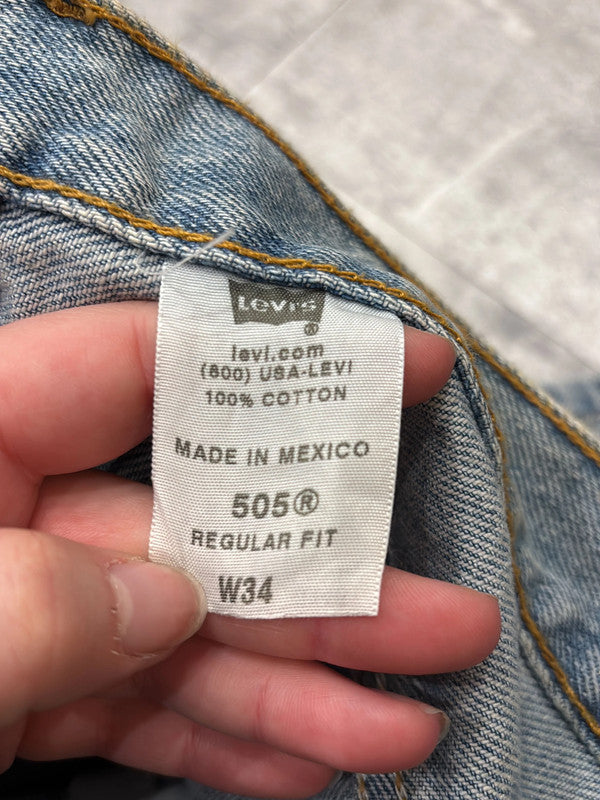 Levi's
®
levi.com
(800) USA-LEVI
100% COTTON
MADE IN MEXICO
505®
REGULAR FIT
W34